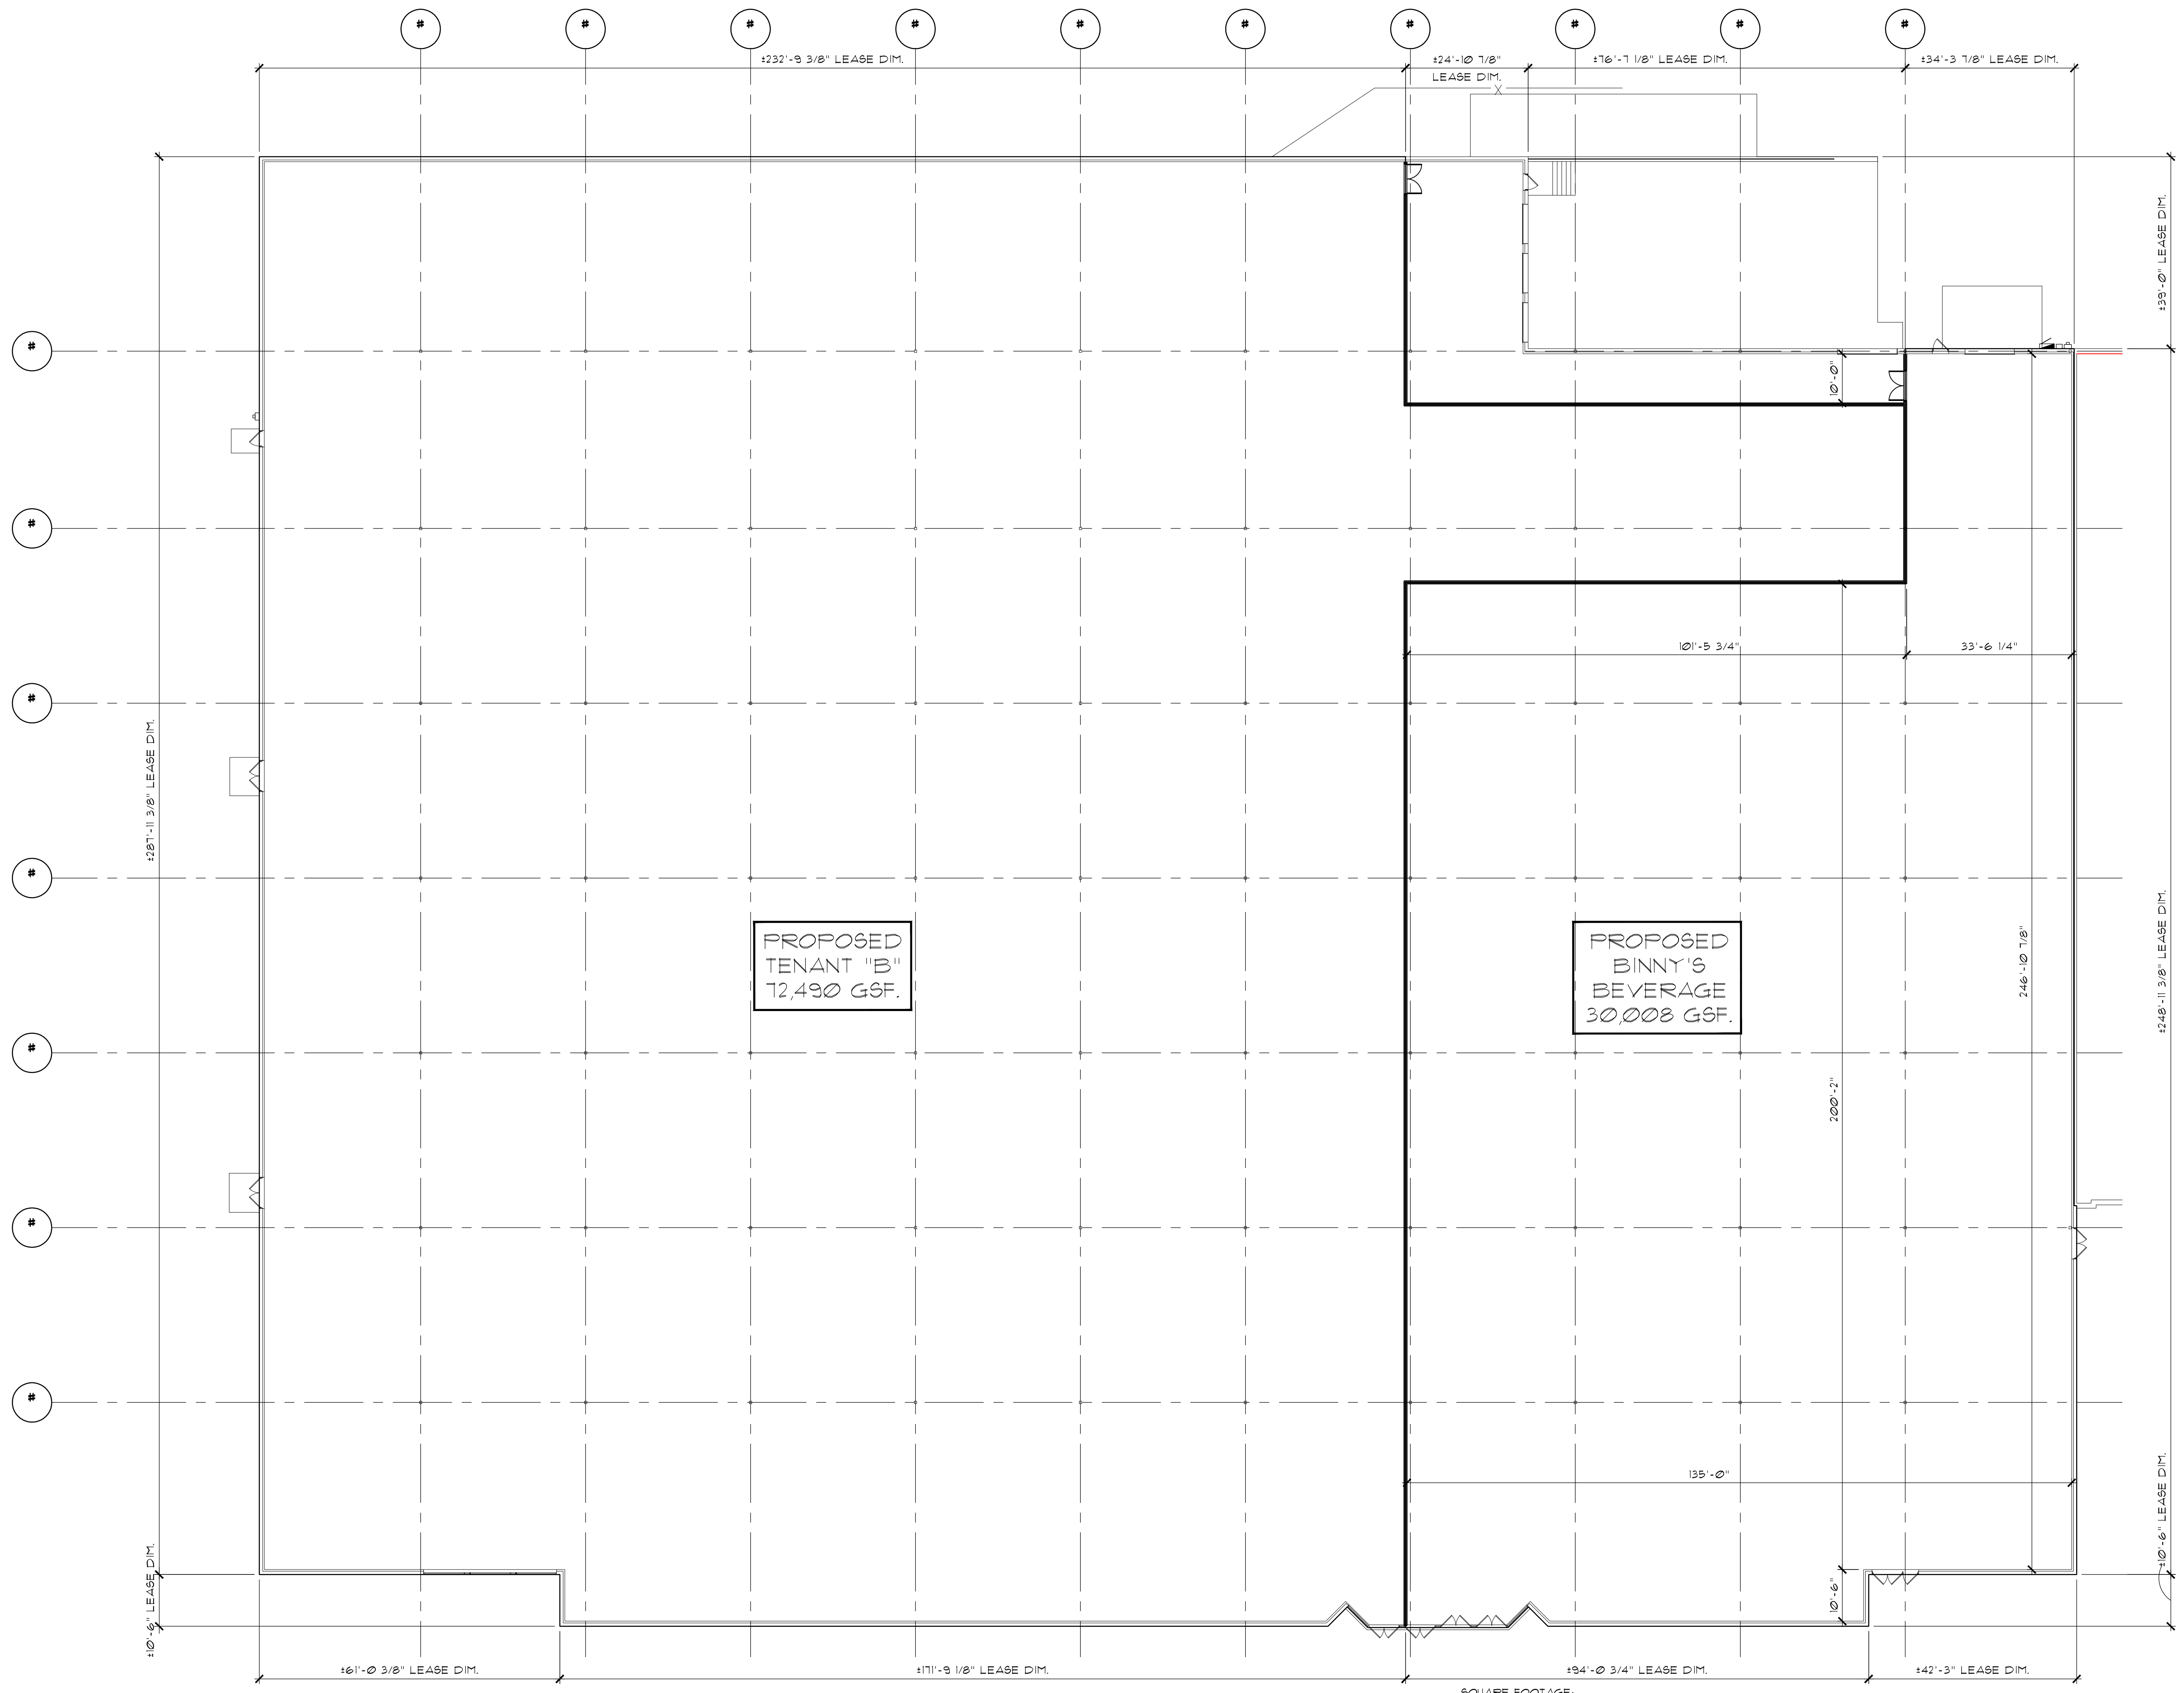 # # # # # # # # # #
±232'-9 3/8" LEASE DIM.
±24'-10 7/8"
LEASE DIM.
±76'-7 1/8" LEASE DIM.
±34'-3 7/8" LEASE DIM.
X
±39'-0" LEASE DIM.
#
10'-0"
#
101'-5 3/4"
33'-6 1/4"
#
±287'-11 3/8" LEASE DIM.
#
PROPOSED
TENANT "B"
72,490 GSF.
PROPOSED
BINNY'S
BEVERAGE
30,008 GSF.
246'-10 7/8"
±248'-11 3/8" LEASE DIM.
#
200'-2"
#
#
135'-0"
±10'-6" LEASE DIM.
10'-6"
±10'-6" LEASE DIM.
±61'-0 3/8" LEASE DIM.
±171'-9 1/8" LEASE DIM.
±94'-0 3/4" LEASE DIM.
±42'-3" LEASE DIM.
SQUARE FOOTAGE: